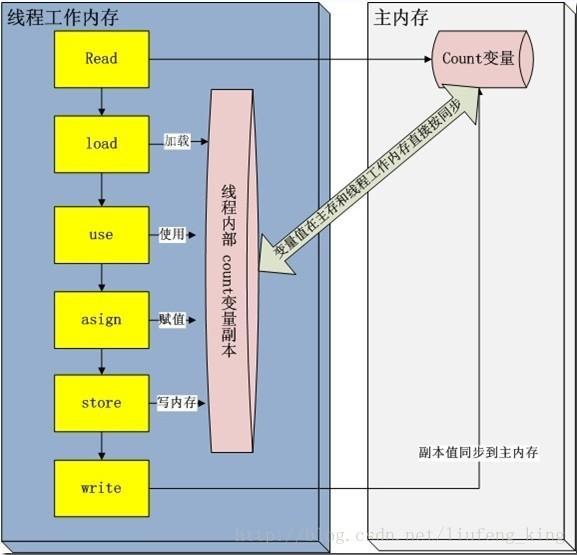 线程工作内存
主内存
Read
Count变量
load
加载
use
使用
asign
赋值
store
写内存
write
线程内部 count变量副本
变量值在主存和线程工作内存直接按同步
副本值同步到主内存
http://blog.csdn.net/liufeng_king